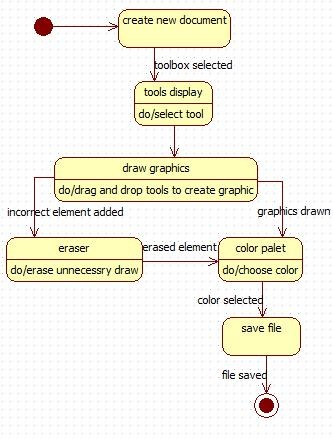 create new document
toolbox selected
tools display
do/select tool
draw graphics
do/drag and drop tools to create graphic
incorrect element added
graphics drawn
eraser
do/erase unnecessry draw
erased element
color palet
do/choose color
color selected
save file
file saved